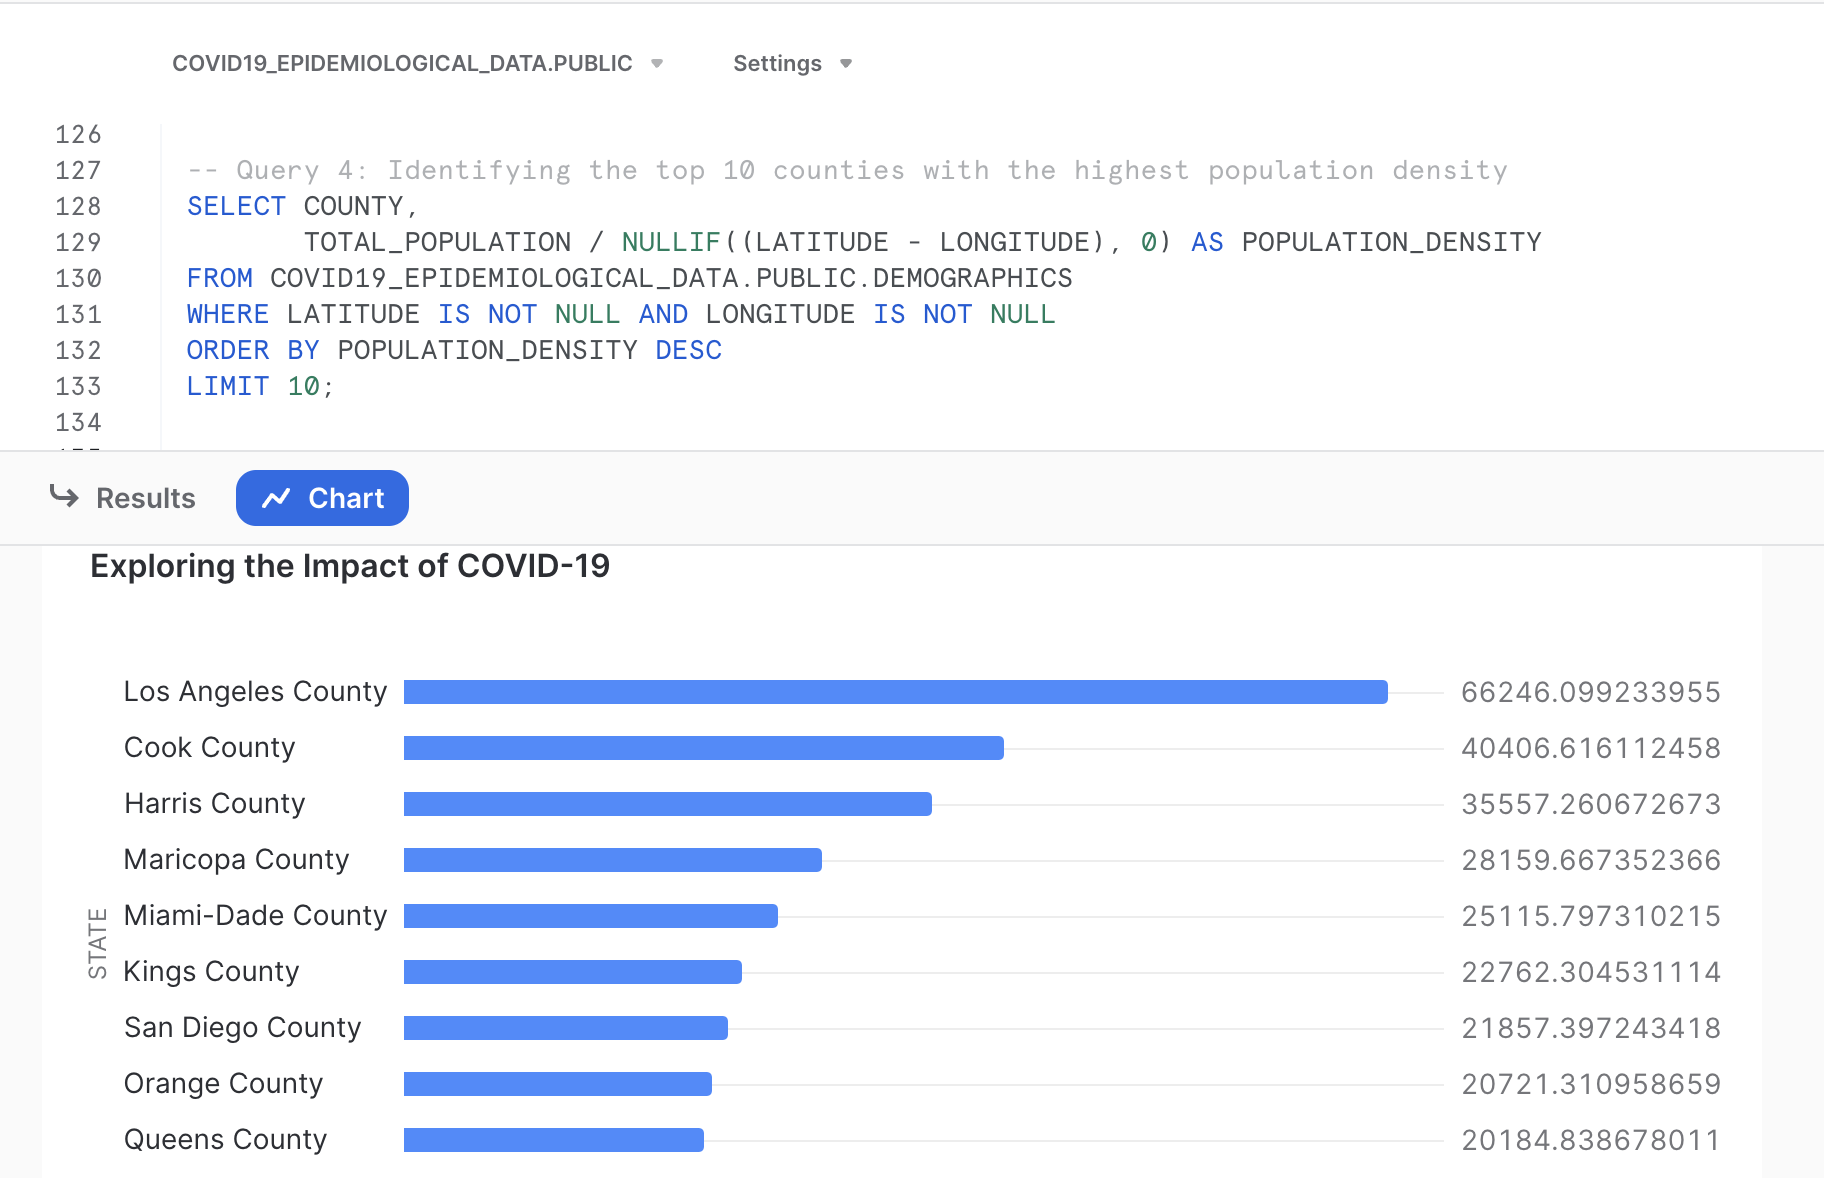 COVID19_EPIDEMIOLOGICAL_DATA.PUBLIC Settings
126
127 -- Query 4: Identifying the top 10 counties with the highest population density
128 SELECT COUNTY,
129 TOTAL_POPULATION / NULLIF((LATITUDE - LONGITUDE), 0) AS POPULATION_DENSITY
130 FROM COVID19_EPIDEMIOLOGICAL_DATA.PUBLIC.DEMOGRAPHICS
131 WHERE LATITUDE IS NOT NULL AND LONGITUDE IS NOT NULL
132 ORDER BY POPULATION_DENSITY DESC
133 LIMIT 10;
134
Results Chart
Exploring the Impact of COVID-19
STATE
Los Angeles County 66246.099233955
Cook County 40406.616112458
Harris County 35557.260672673
Maricopa County 28159.667352366
Miami-Dade County 25115.797310215
Kings County 22762.304531114
San Diego County 21857.397243418
Orange County 20721.310958659
Queens County 20184.838678011